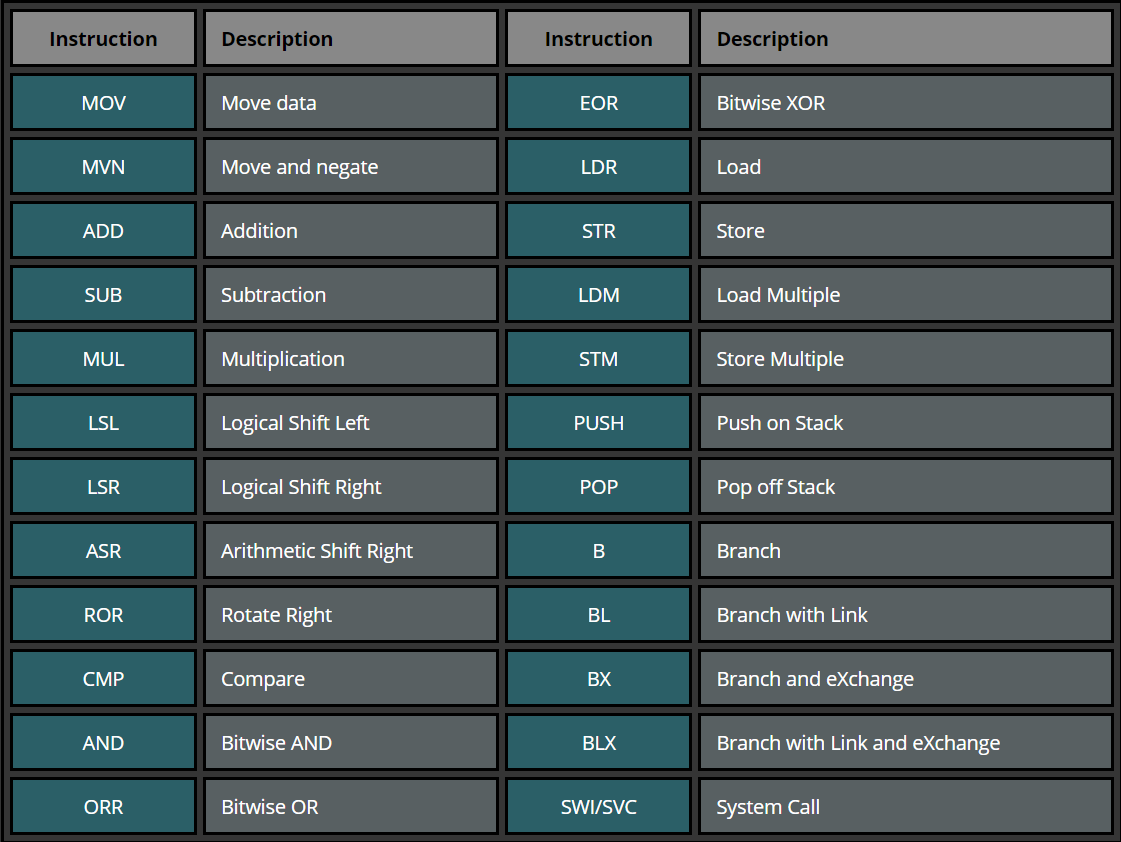 Instruction Description Instruction Description
MOV Move data EOR Bitwise XOR
MVN Move and negate LDR Load
ADD Addition STR Store
SUB Subtraction LDM Load Multiple
MUL Multiplication STM Store Multiple
LSL Logical Shift Left PUSH Push on Stack
LSR Logical Shift Right POP Pop off Stack
ASR Arithmetic Shift Right B Branch
ROR Rotate Right BL Branch with Link
CMP Compare BX Branch and eXchange
AND Bitwise AND BLX Branch with Link and eXchange
ORR Bitwise OR SWI/SVC System Call